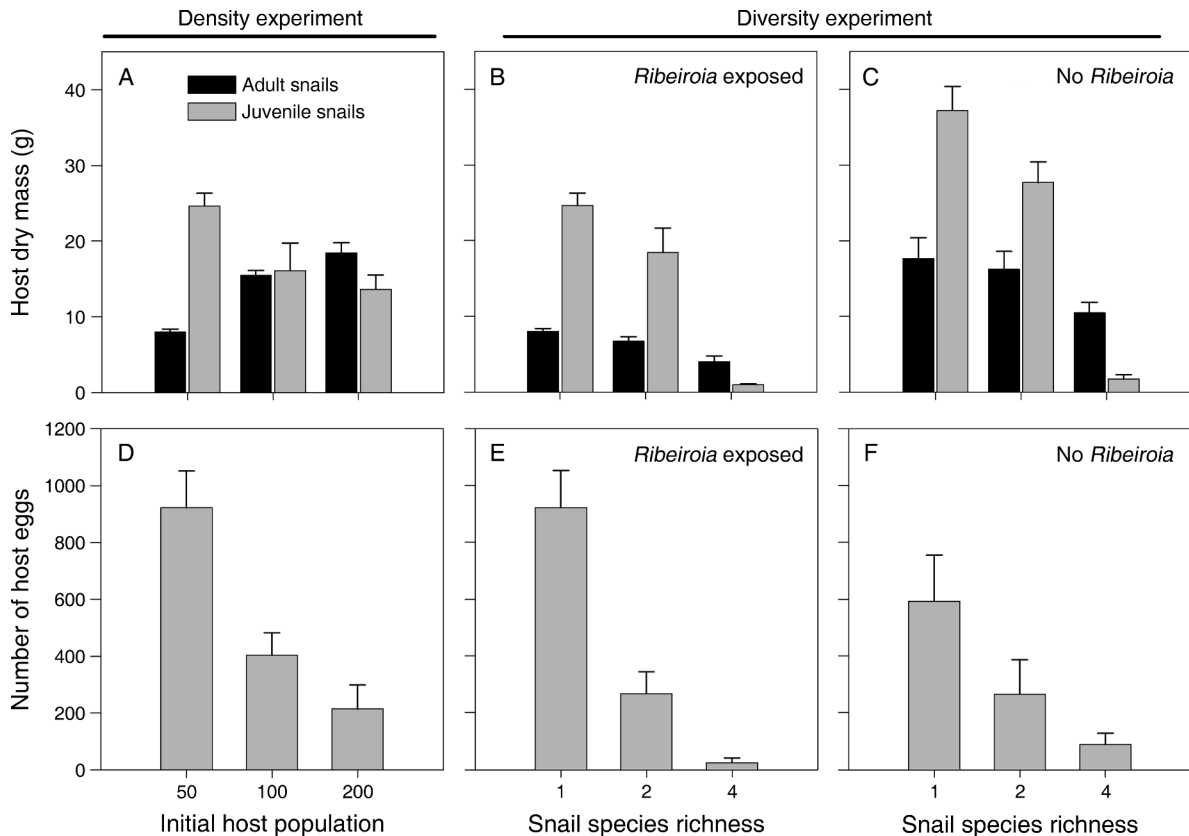 Density experiment
Diversity experiment
A
Adult snails
Juvenile snails
B
Ribeiroia exposed
C
No Ribeiroia
Host dry mass (g)
40
30
20
10
0
D
E
Ribeiroia exposed
F
No Ribeiroia
Number of host eggs
1200
1000
800
600
400
200
0
50 100 200
1 2 4
1 2 4
Initial host population
Snail species richness
Snail species richness